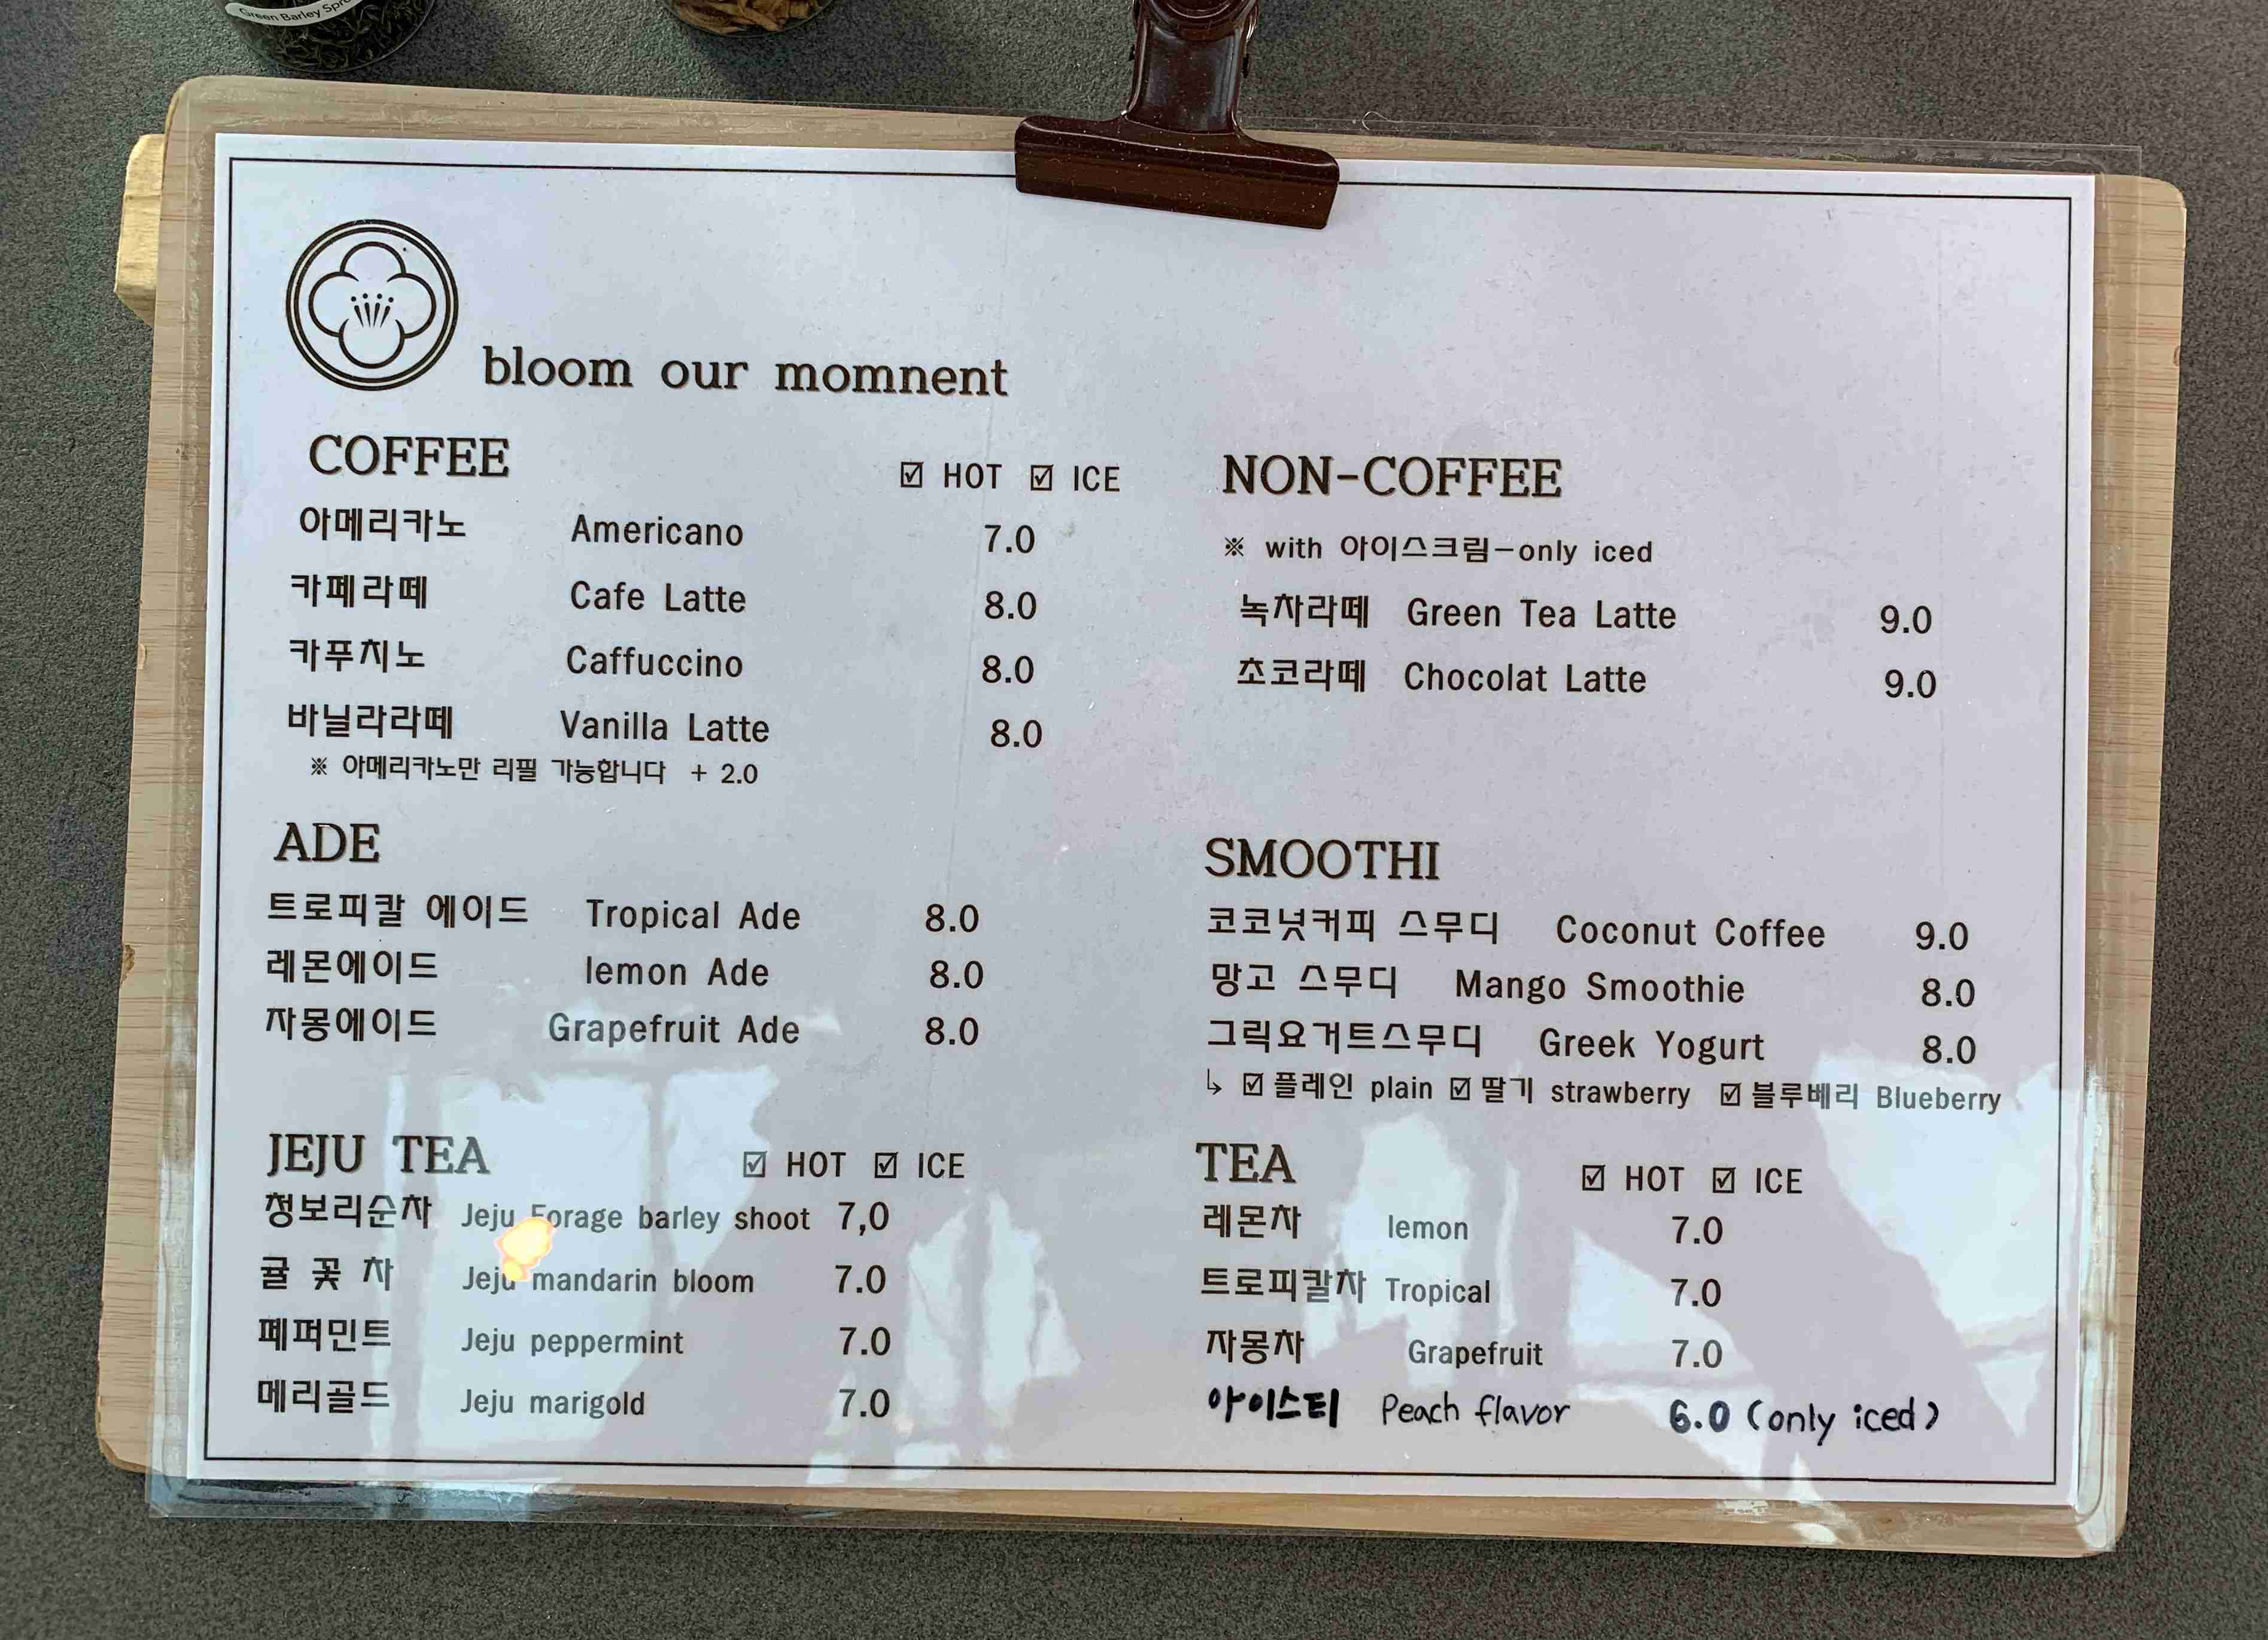 Green Barley Spro
bloom our momnent
COFFEE ☑ HOT ☑ ICE
아메리카노 Americano 7.0
카페라떼 Cafe Latte 8.0
카푸치노 Caffuccino 8.0
바닐라라떼 Vanilla Latte 8.0
※ 아메리카노만 리필 가능합니다 + 2.0
NON-COFFEE
※ with 아이스크림-only iced
녹차라떼 Green Tea Latte 9.0
초코라떼 Chocolat Latte 9.0
ADE
트로피칼 에이드 Tropical Ade 8.0
레몬에이드 lemon Ade 8.0
자몽에이드 Grapefruit Ade 8.0
SMOOTHI
코코넛커피 스무디 Coconut Coffee 9.0
망고 스무디 Mango Smoothie 8.0
그릭요거트스무디 Greek Yogurt 8.0
↳ ☑ 플레인 plain ☑ 딸기 strawberry ☑ 블루베리 Blueberry
JEJU TEA ☑ HOT ☑ ICE
청보리순차 Jeju Forage barley shoot 7,0
귤 꽃 차 Jeju mandarin bloom 7.0
페퍼민트 Jeju peppermint 7.0
메리골드 Jeju marigold 7.0
TEA ☑ HOT ☑ ICE
레몬차 lemon 7.0
트로피칼차 Tropical 7.0
자몽차 Grapefruit 7.0
아이스티 Peach flavor 6.0 (only iced)